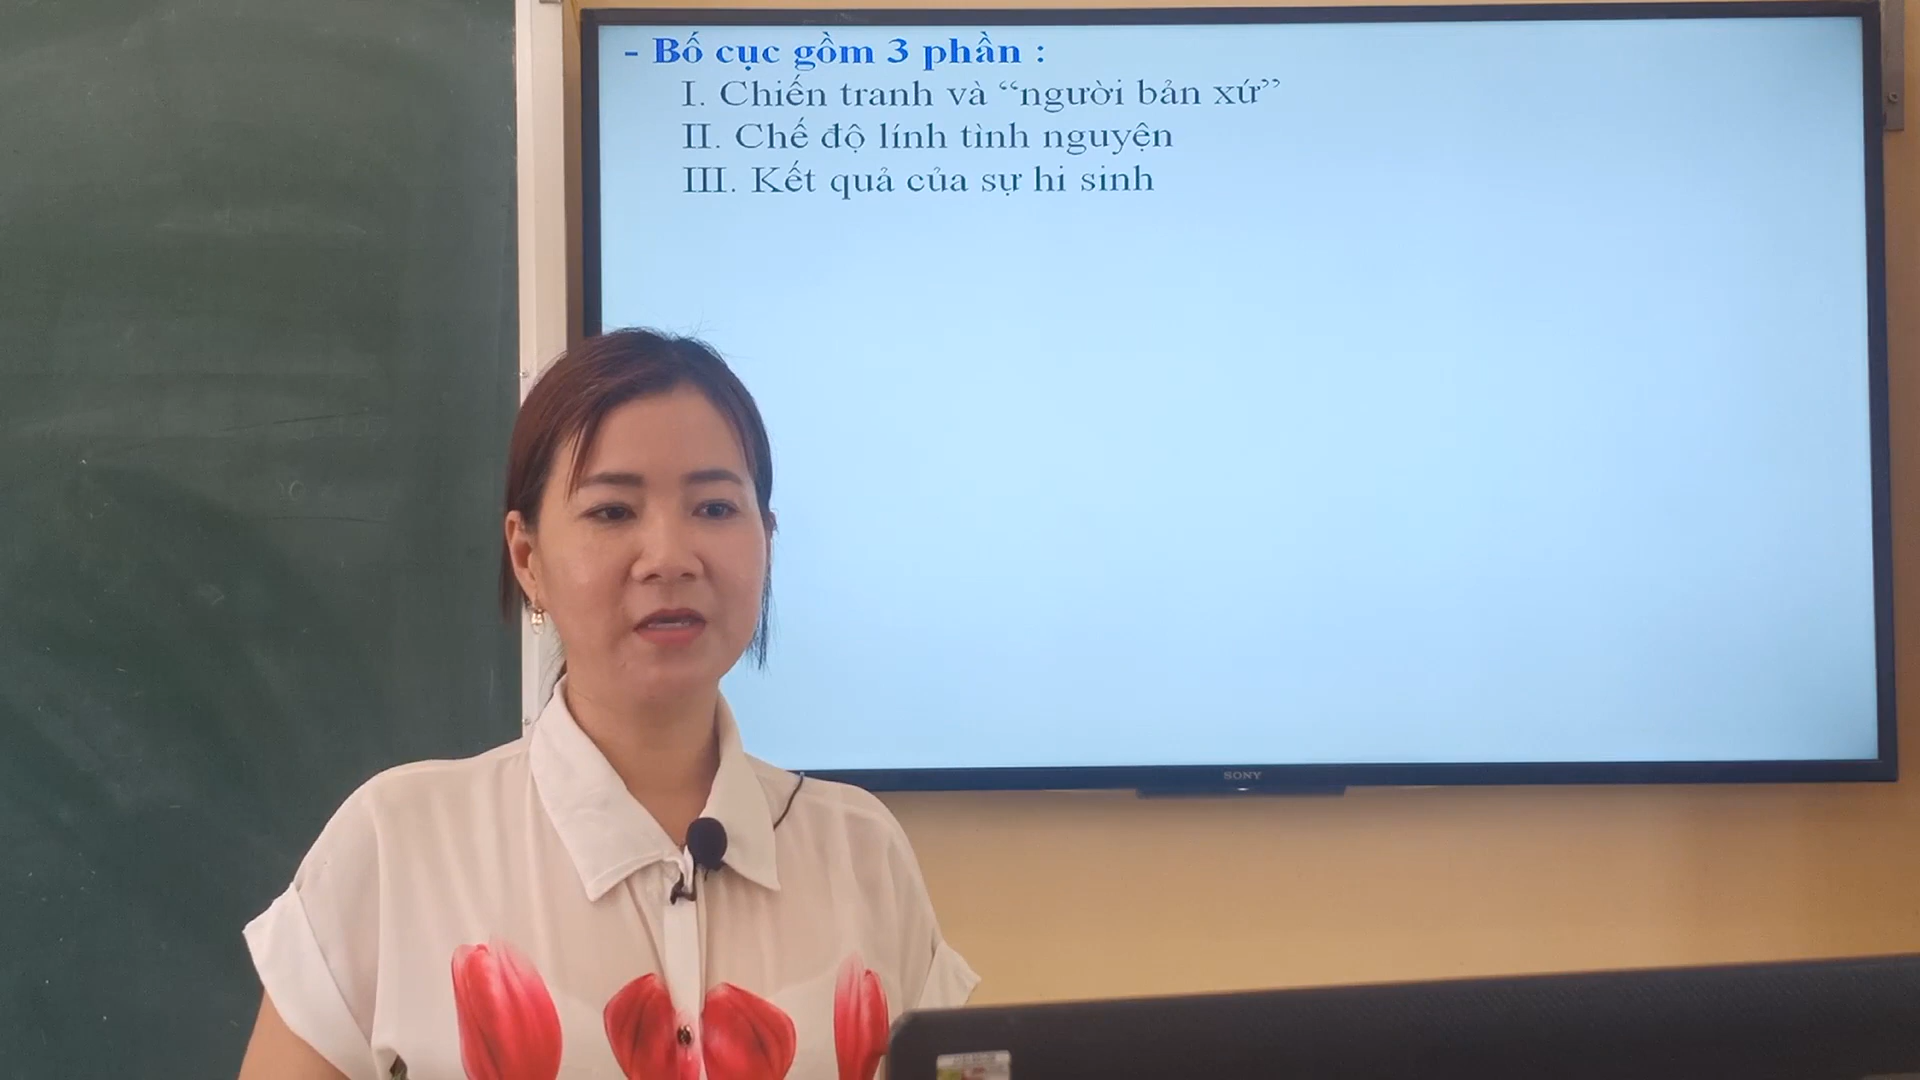 - Bố cục gồm 3 phần :
I. Chiến tranh và “người bản xứ”
II. Chế độ lính tình nguyện
III. Kết quả của sự hi sinh
SONY